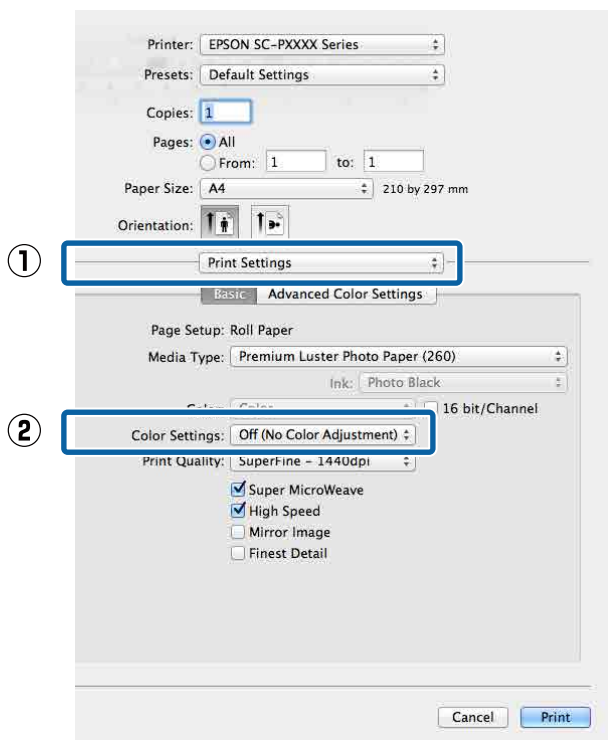 Printer: EPSON SC-PXXXX Series
Presets: Default Settings
Copies: 1
Pages: All
From: 1 to: 1
Paper Size: A4 210 by 297 mm
Orientation:
① Print Settings
Basic Advanced Color Settings
Page Setup: Roll Paper
Media Type: Premium Luster Photo Paper (260)
Ink: Photo Black
Color: Color 16 bit/Channel
② Color Settings: Off (No Color Adjustment)
Print Quality: SuperFine - 1440dpi
Super MicroWeave
High Speed
Mirror Image
Finest Detail
Cancel Print